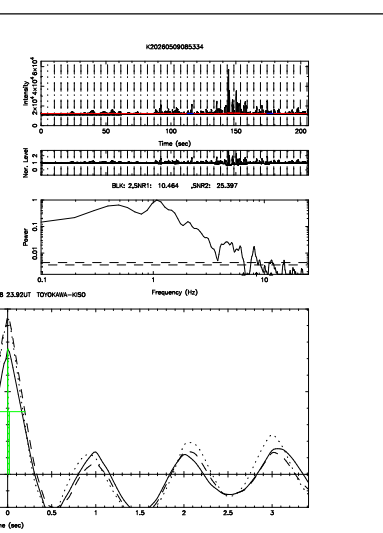 K20260509085334
Intensity
0 2×10⁴ 4×10⁴ 6×10⁴
0 50 100 150 200
Time (sec)
Nor. Level
0 1 2
BLK: 2,SNR1: 10.464 ,SNR2: 25.397
Power
1
0.1
0.01
0.1 1 10
Frequency (Hz)
23.92UT TOYOKAWA-KISO
0 0.5 1 1.5 2 2.5 3
(sec)